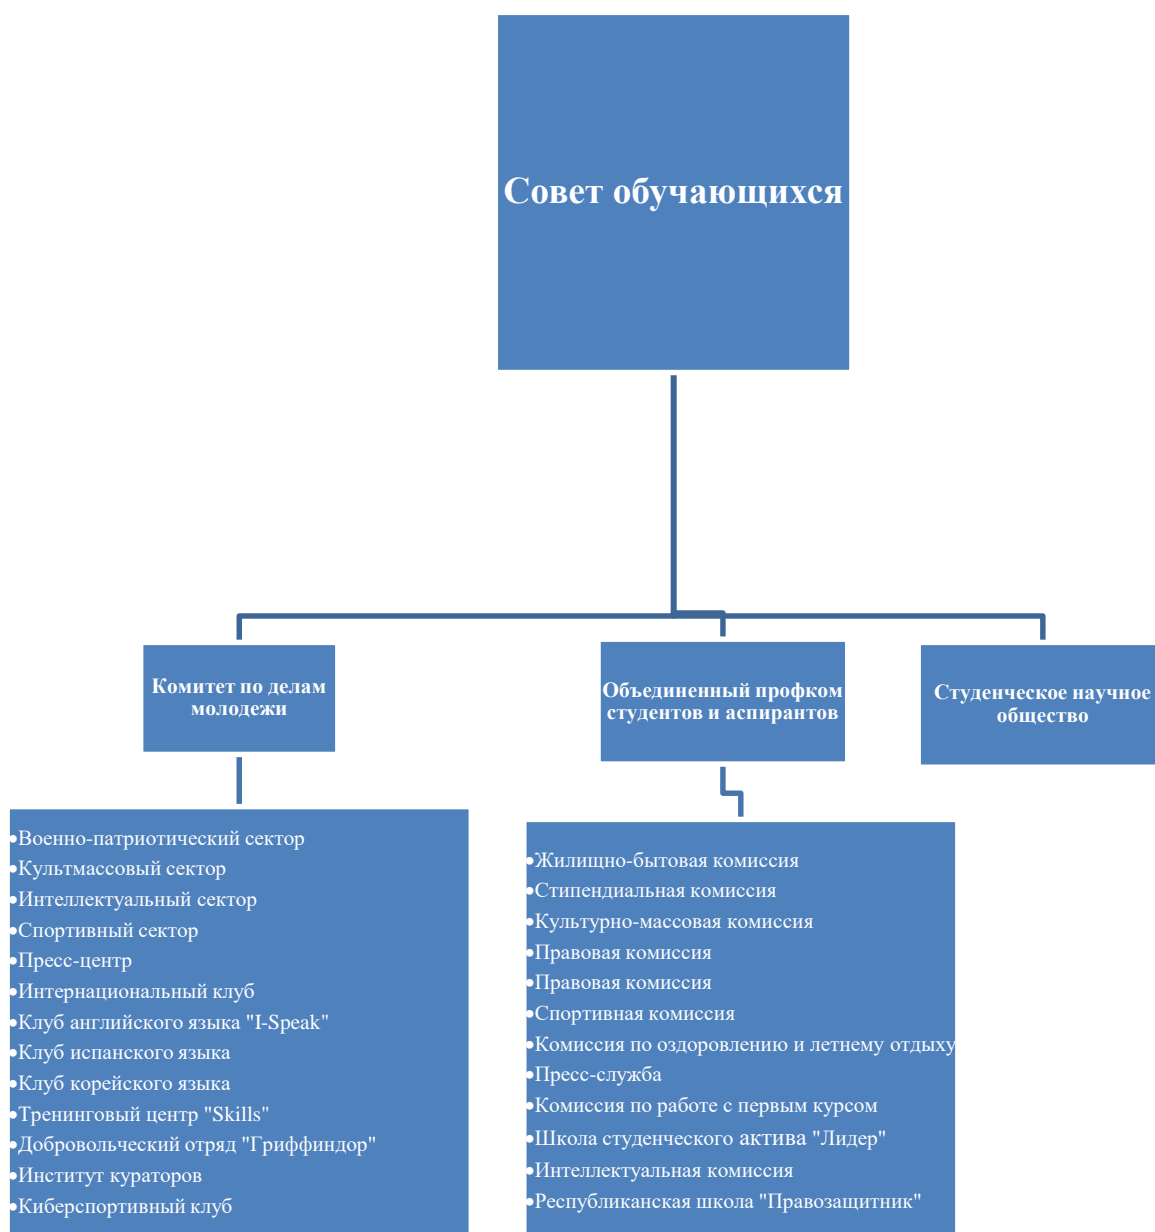 Совет обучающихся
Комитет по делам
молодежи
Объединенный профком
студентов и аспирантов
Студенческое научное
общество
•Военно-патриотический сектор
•Культмассовый сектор
•Интеллектуальный сектор
•Спортивный сектор
•Пресс-центр
•Интернациональный клуб
•Клуб английского языка "I-Speak"
•Клуб испанского языка
•Клуб корейского языка
•Тренинговый центр "Skills"
•Добровольческий отряд "Гриффиндор"
•Институт кураторов
•Киберспортивный клуб
•Жилищно-бытовая комиссия
•Стипендиальная комиссия
•Культурно-массовая комиссия
•Правовая комиссия
•Правовая комиссия
•Спортивная комиссия
•Комиссия по оздоровлению и летнему отдыху
•Пресс-служба
•Комиссия по работе с первым курсом
•Школа студенческого актива "Лидер"
•Интеллектуальная комиссия
•Республиканская школа "Правозащитник"